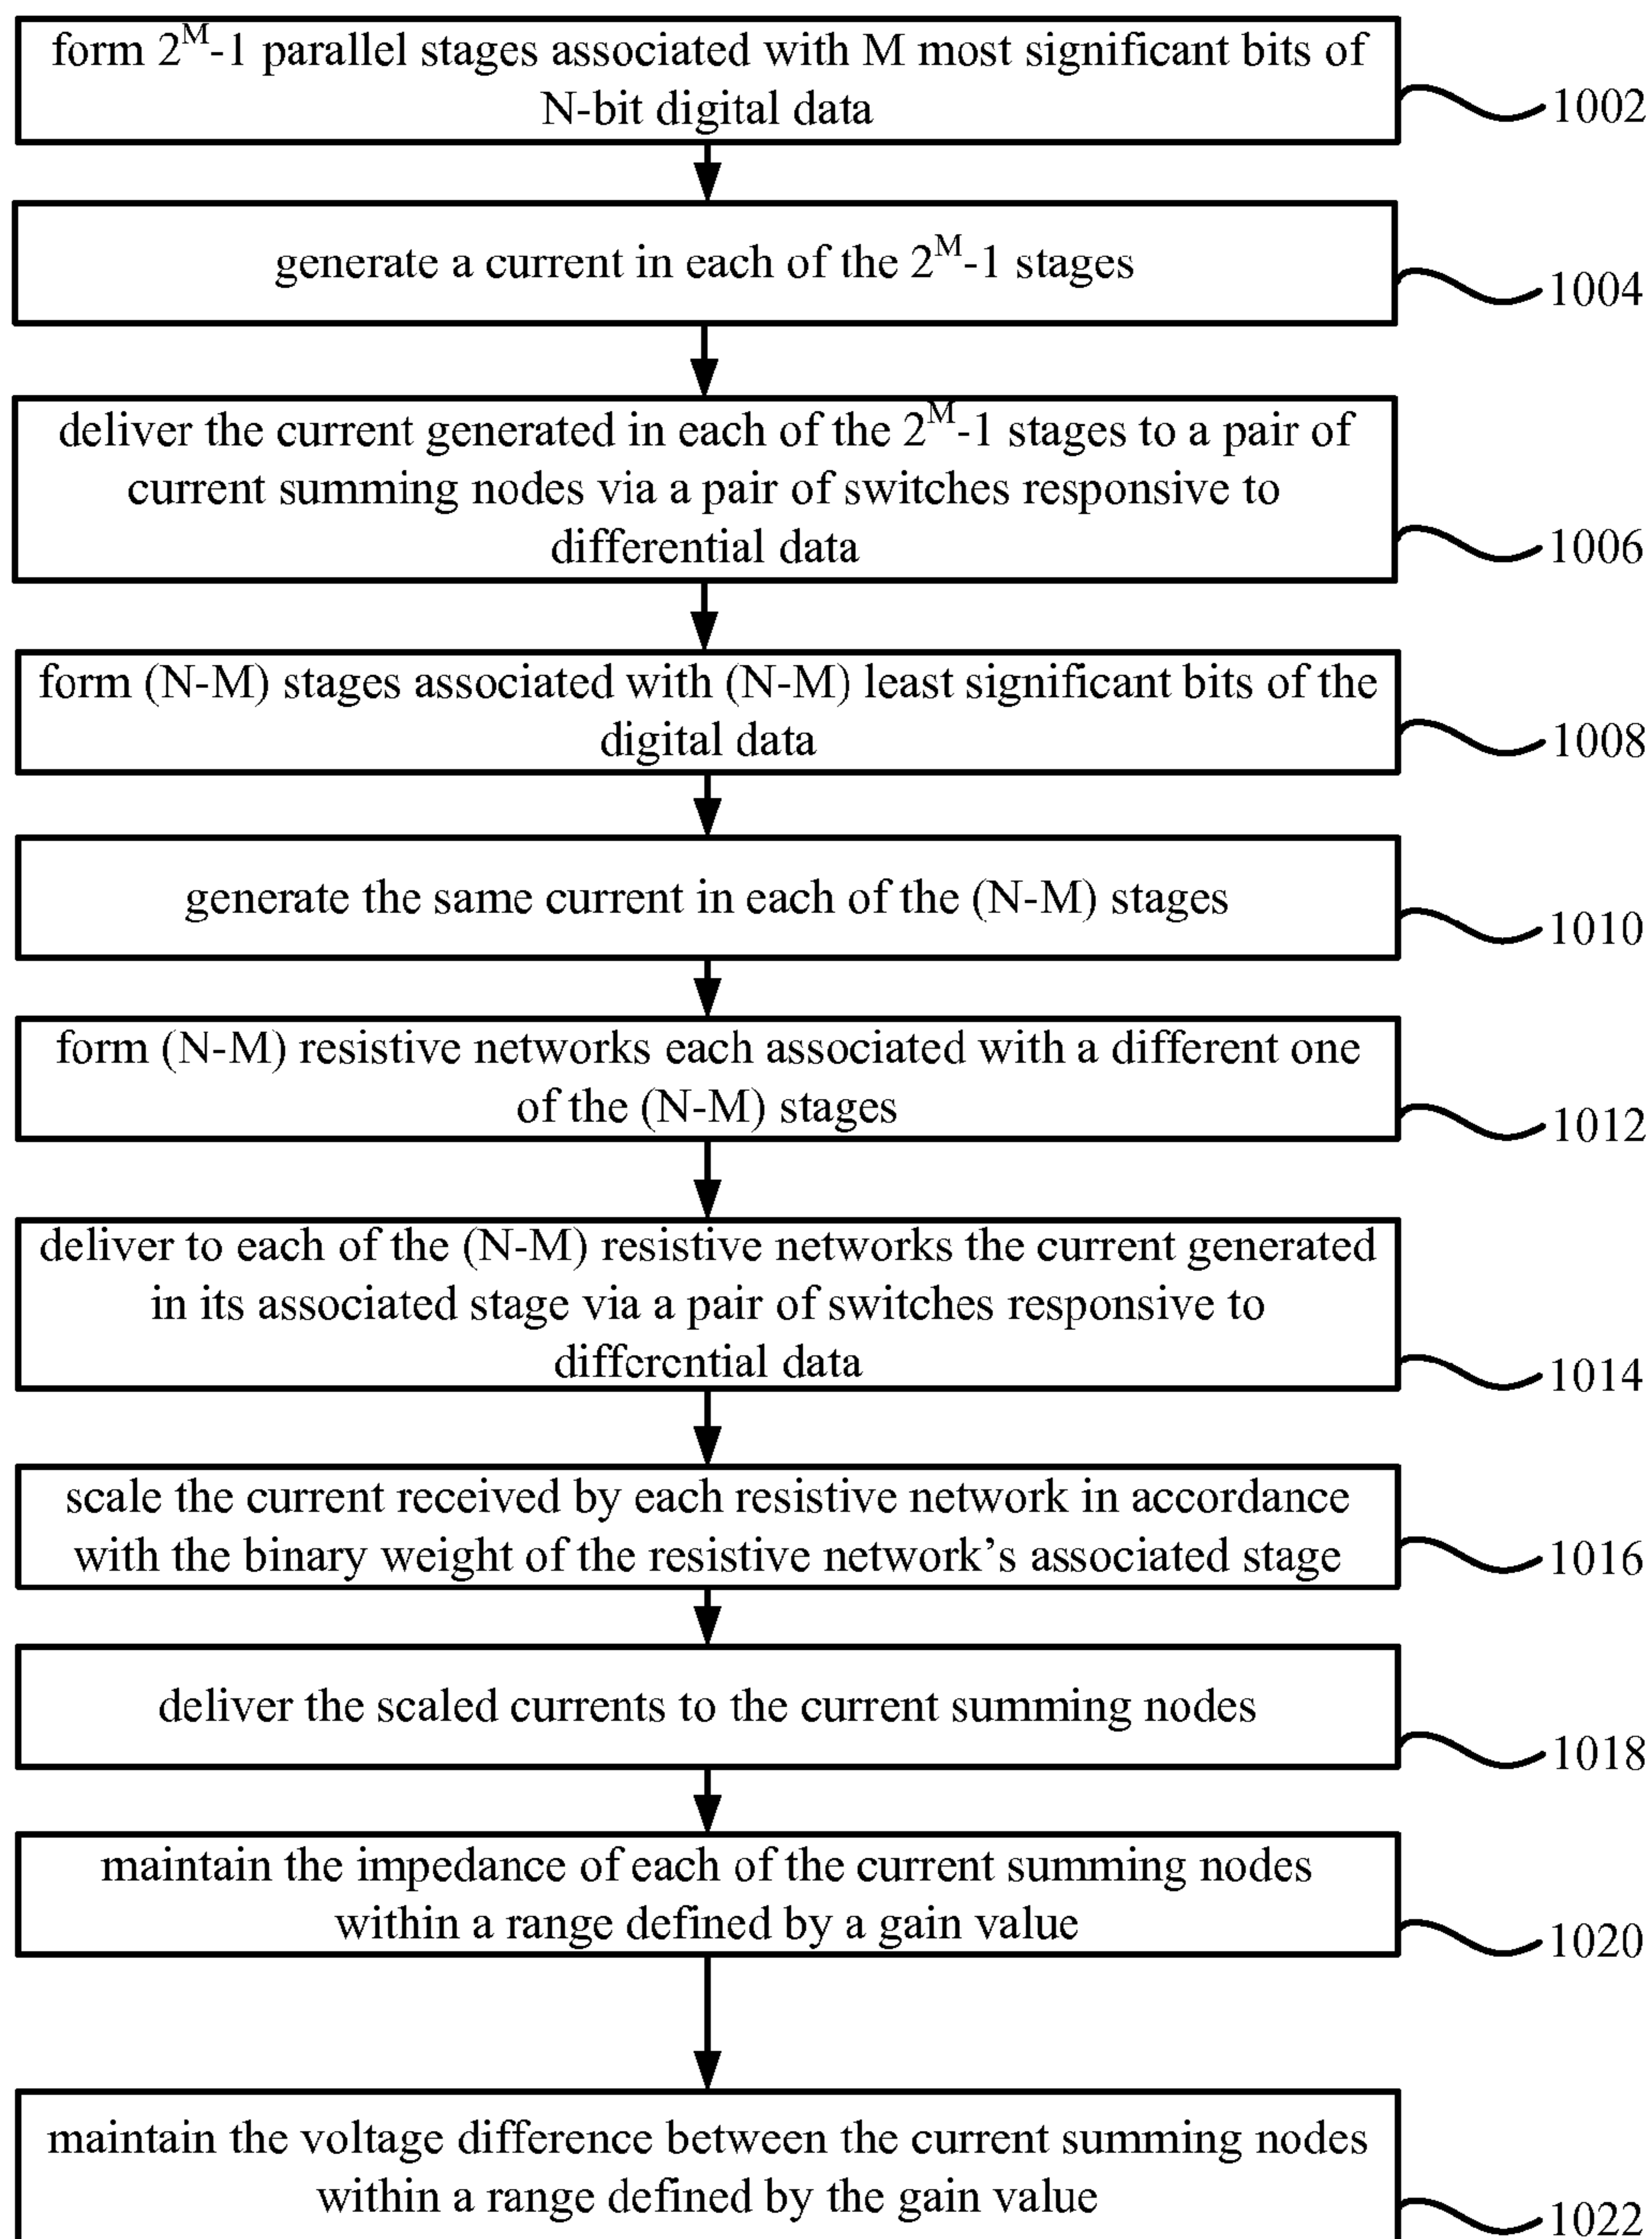 form 2^M-1 parallel stages associated with M most significant bits of
N-bit digital data
1002
generate a current in each of the 2^M-1 stages
1004
deliver the current generated in each of the 2^M-1 stages to a pair of
current summing nodes via a pair of switches responsive to
differential data
1006
form (N-M) stages associated with (N-M) least significant bits of the
digital data
1008
generate the same current in each of the (N-M) stages
1010
form (N-M) resistive networks each associated with a different one
of the (N-M) stages
1012
deliver to each of the (N-M) resistive networks the current generated
in its associated stage via a pair of switches responsive to
differential data
1014
scale the current received by each resistive network in accordance
with the binary weight of the resistive network's associated stage
1016
deliver the scaled currents to the current summing nodes
1018
maintain the impedance of each of the current summing nodes
within a range defined by a gain value
1020
maintain the voltage difference between the current summing nodes
within a range defined by the gain value
1022